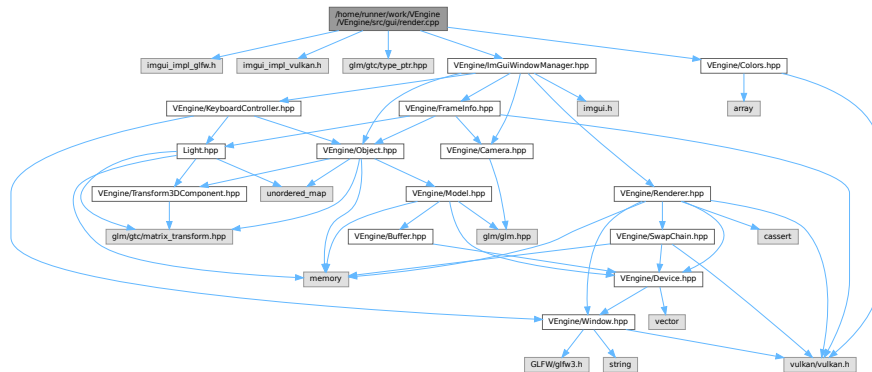 /home/runner/work/VEngine
/VEngine/src/gui/render.cpp
imgui_impl_glfw.h
imgui_impl_vulkan.h
glm/gtc/type_ptr.hpp
VEngine/ImGuiWindowManager.hpp
VEngine/Colors.hpp
VEngine/KeyboardController.hpp
VEngine/FrameInfo.hpp
imgui.h
array
Light.hpp
VEngine/Object.hpp
VEngine/Camera.hpp
VEngine/Transform3DComponent.hpp
unordered_map
VEngine/Model.hpp
VEngine/Renderer.hpp
glm/gtc/matrix_transform.hpp
VEngine/Buffer.hpp
glm/glm.hpp
VEngine/SwapChain.hpp
cassert
memory
VEngine/Device.hpp
VEngine/Window.hpp
vector
GLFW/glfw3.h
string
vulkan/vulkan.h